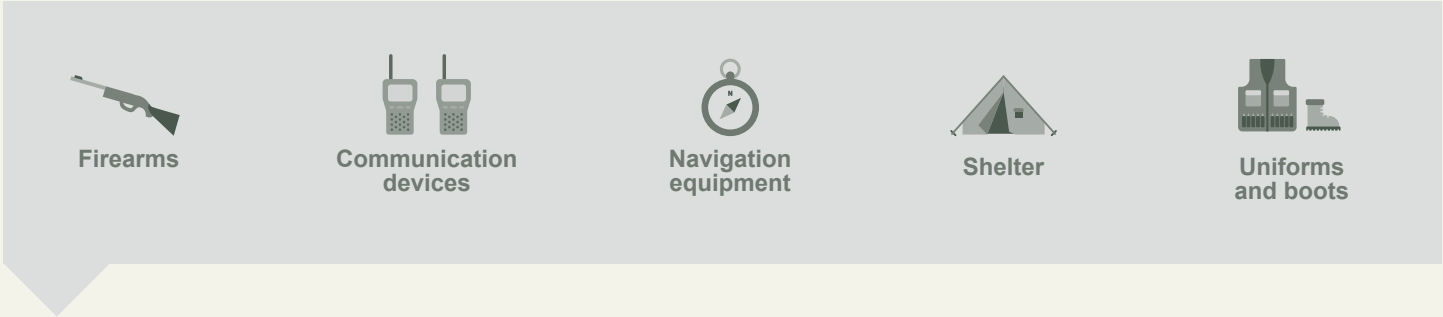 N
Firearms
Communication
devices
Navigation
equipment
Shelter
Uniforms
and boots